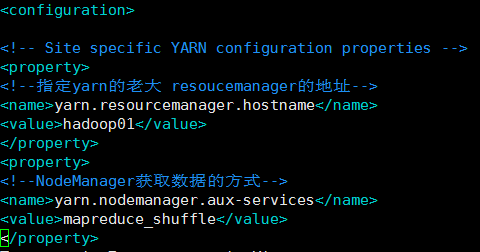 <configuration>
<!-- Site specific YARN configuration properties -->
<property>
<!--指定yarn的老大 resoucemanager的地址-->
<name>yarn.resourcemanager.hostname</name>
<value>hadoop01</value>
</property>
<property>
<!--NodeManager获取数据的方式-->
<name>yarn.nodemanager.aux-services</name>
<value>mapreduce_shuffle</value>
</property>